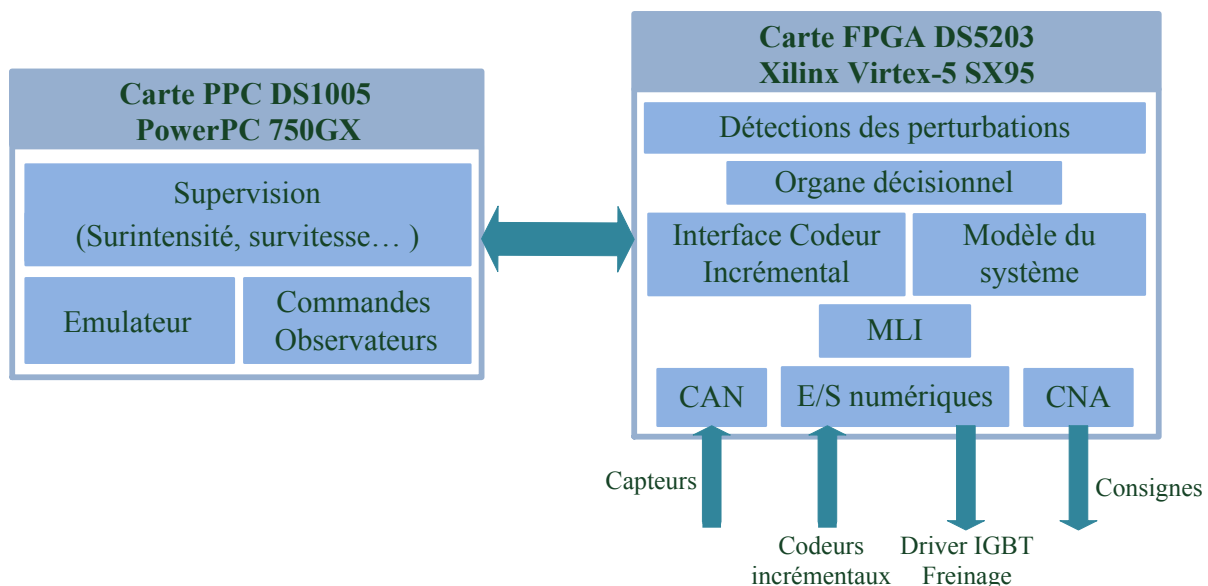 Carte PPC DS1005
PowerPC 750GX
Supervision
(Surintensité, survitesse… )
Emulateur
Commandes
Observateurs
Carte FPGA DS5203
Xilinx Virtex-5 SX95
Détections des perturbations
Organe décisionnel
Interface Codeur
Incrémental
Modèle du
système
MLI
CAN
E/S numériques
CNA
Capteurs
Consignes
Codeurs
incrémentaux
Driver IGBT
Freinage